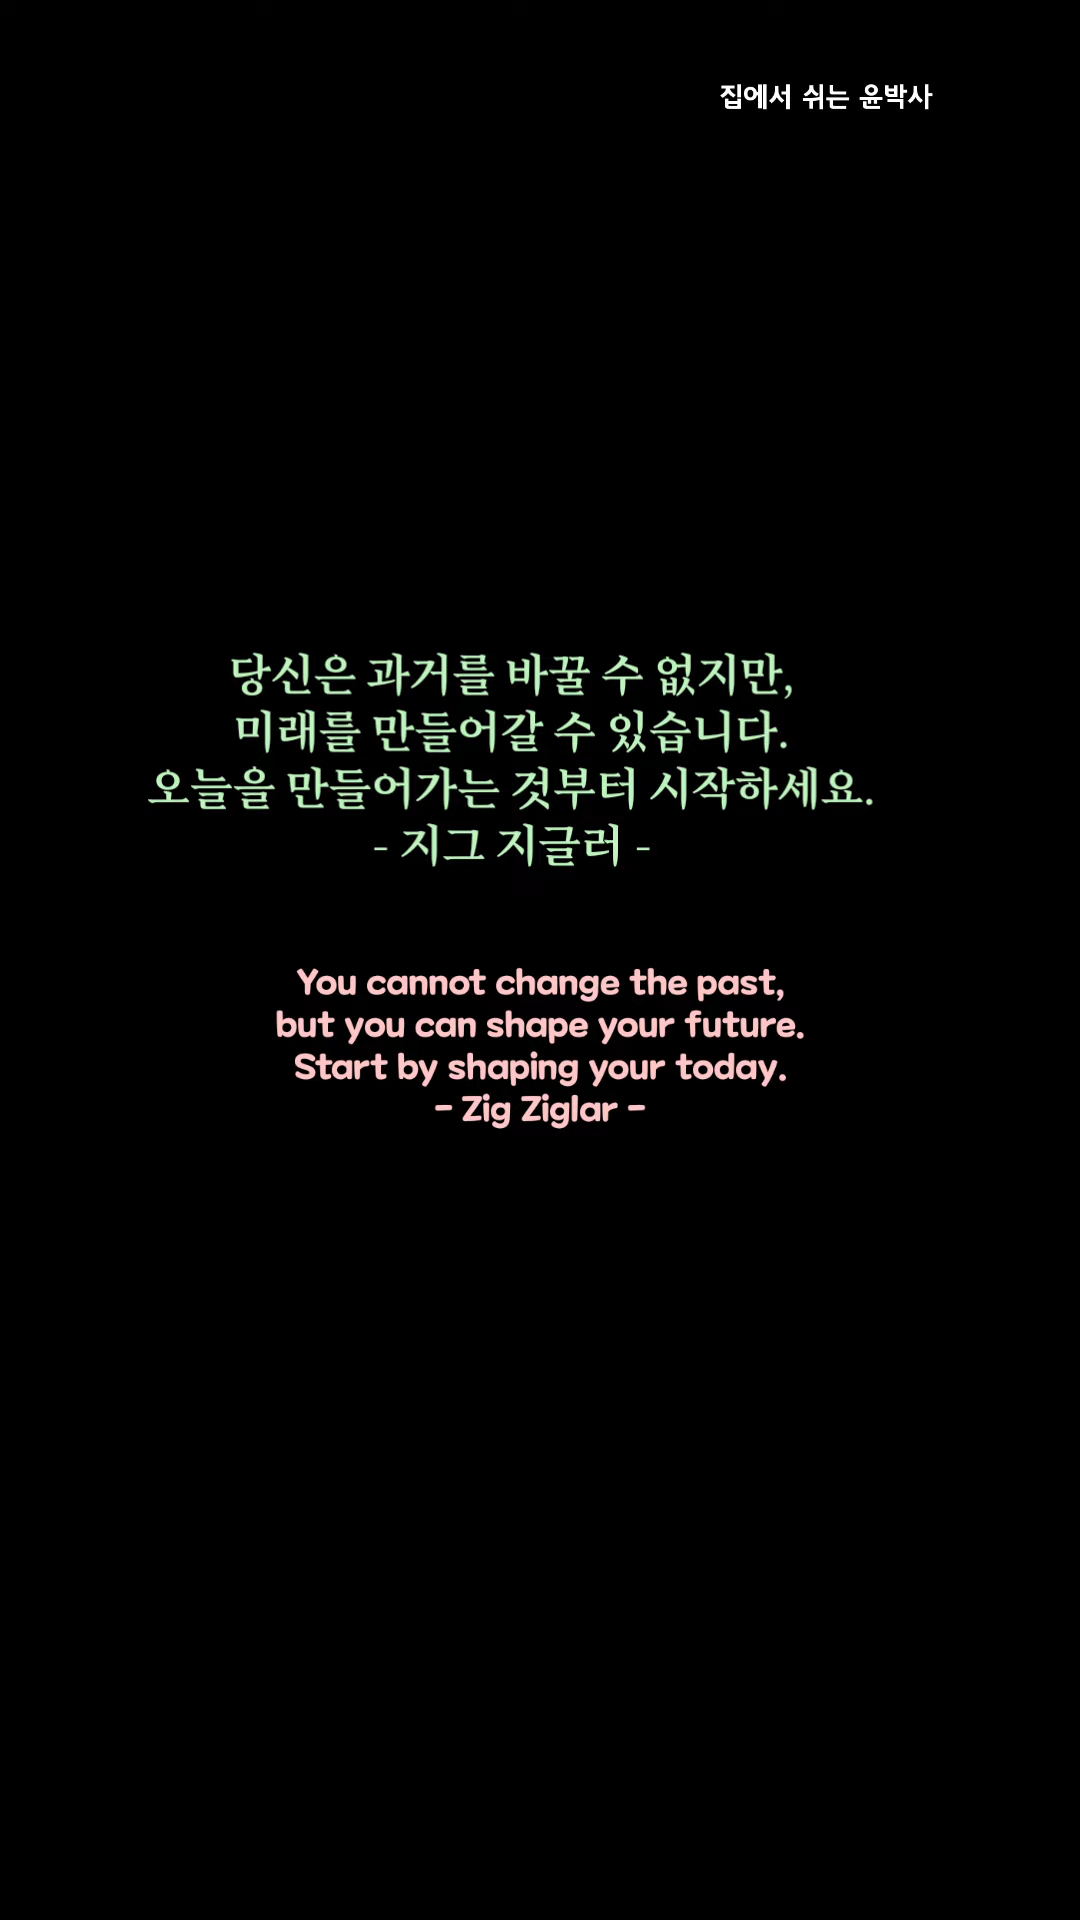 집에서 쉬는 윤박사
당신은 과거를 바꿀 수 없지만,
미래를 만들어갈 수 있습니다.
오늘을 만들어가는 것부터 시작하세요.
- 지그 지글러 -
You cannot change the past,
but you can shape your future.
Start by shaping your today.
- Zig Ziglar -